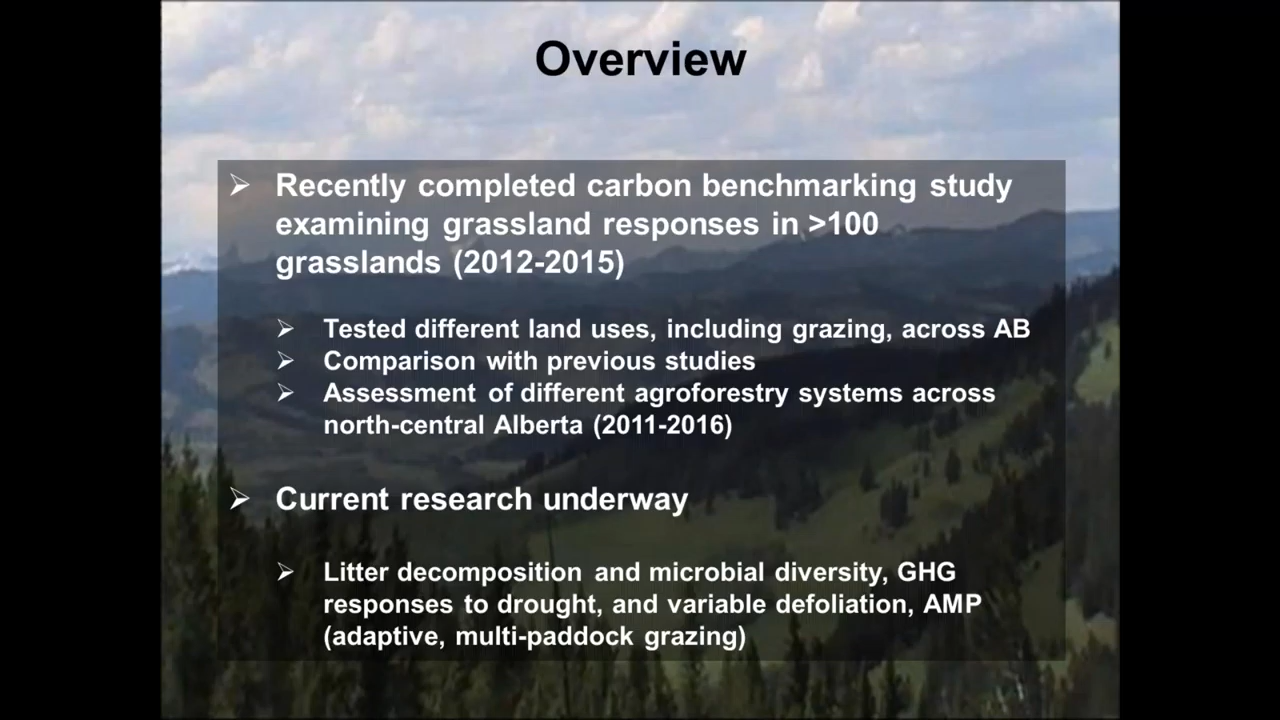 Overview
Recently completed carbon benchmarking study
examining grassland responses in >100
grasslands (2012-2015)
Tested different land uses, including grazing, across AB
Comparison with previous studies
Assessment of different agroforestry systems across
north-central Alberta (2011-2016)
Current research underway
Litter decomposition and microbial diversity, GHG
responses to drought, and variable defoliation, AMP
(adaptive, multi-paddock grazing)